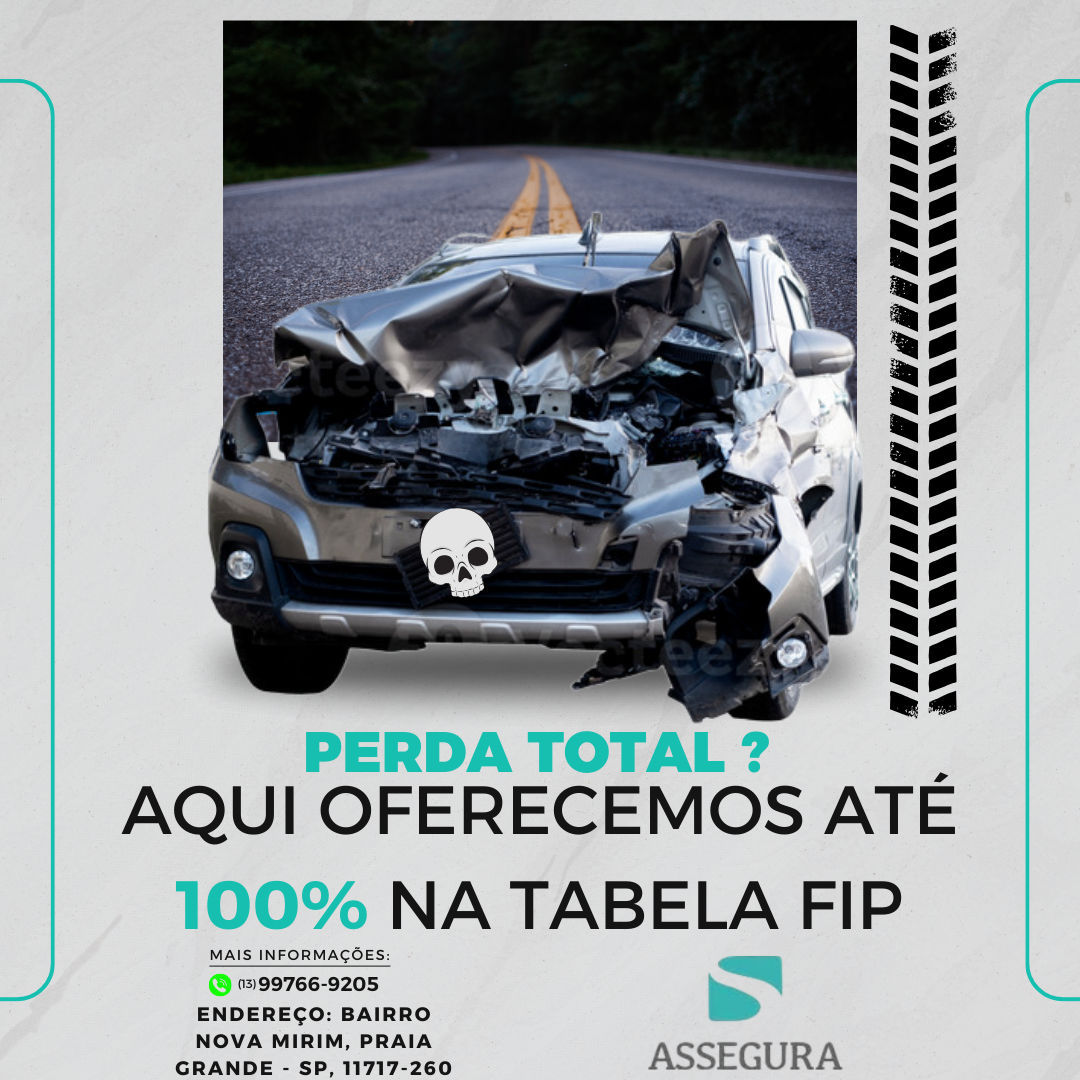 PERDA TOTAL ?
AQUI OFERECEMOS ATÉ
100% NA TABELA FIP
MAIS INFORMAÇÕES:
(13)99766-9205
ENDEREÇO: BAIRRO
NOVA MIRIM, PRAIA
GRANDE - SP, 11717-260
ASSEGURA